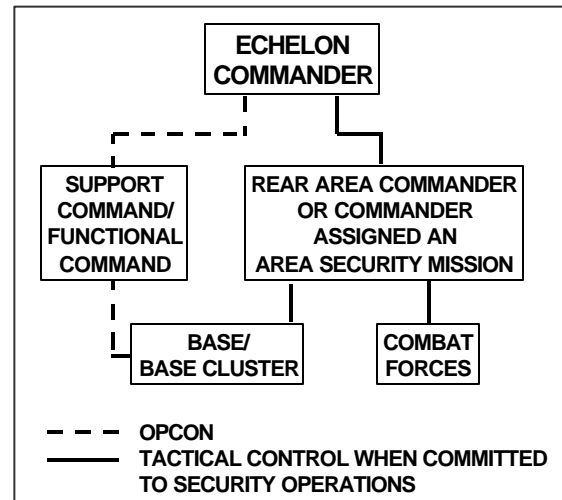 ECHELON
COMMANDER
SUPPORT
COMMAND/
FUNCTIONAL
COMMAND
REAR AREA COMMANDER
OR COMMANDER
ASSIGNED AN
AREA SECURITY MISSION
BASE/
BASE CLUSTER
COMBAT
FORCES
OPCON
TACTICAL CONTROL WHEN COMMITTED
TO SECURITY OPERATIONS